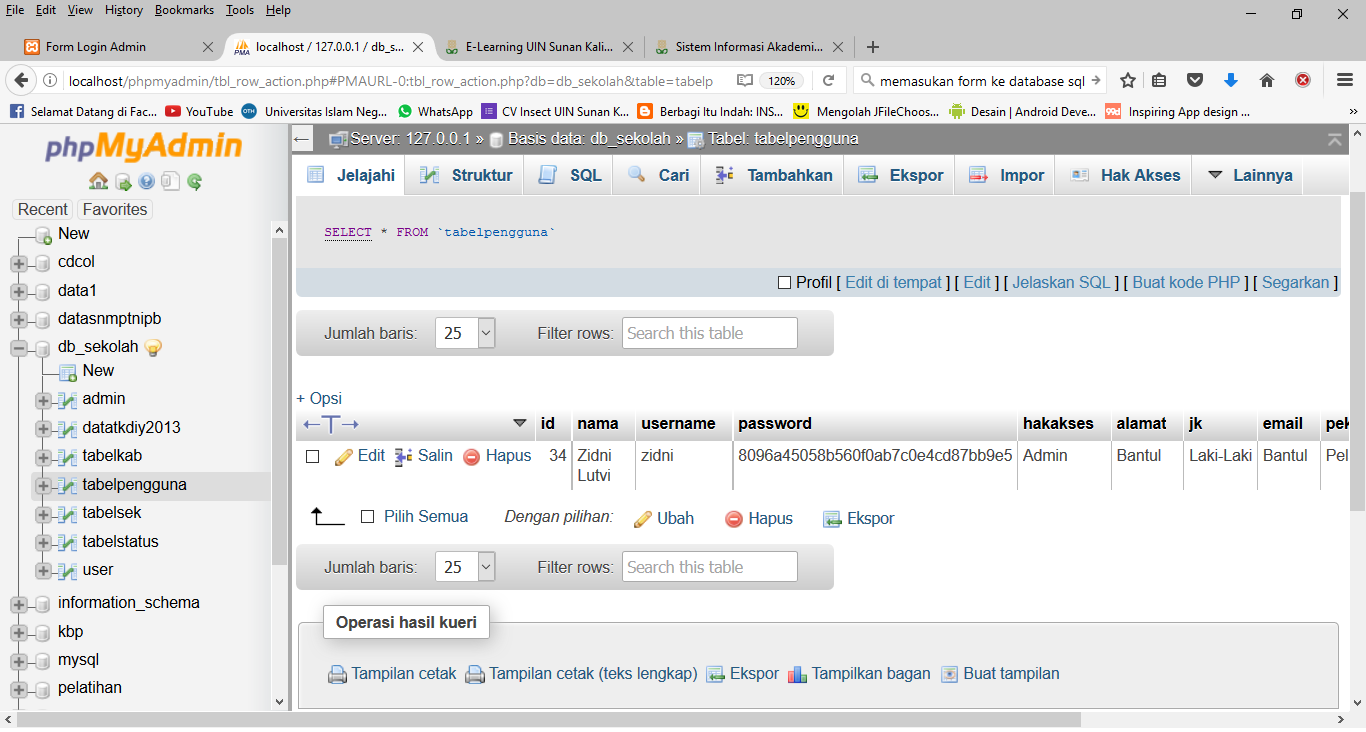 File Edit View History Bookmarks Tools Help
Form Login Admin
localhost / 127.0.0.1 / db_s...
E-Learning UIN Sunan Kali...
Sistem Informasi Akademi...
localhost/phpmyadmin/tbl_row_action.php#PMAURL-0:tbl_row_action.php?db=db_sekolah&table=tabelp
120%
memasukan form ke database sql
Selamat Datang di Fac... YouTube Universitas Islam Neg... WhatsApp CV Insect UIN Sunan K... Berbagi Itu Indah: INS... Mengolah JFileChoos... Desain | Android Deve... Inspiring App design ...
phpMyAdmin
Recent Favorites
New
cdcol
data1
datasnmptnipb
db_sekolah
New
admin
datatkdiy2013
tabelkab
tabelpengguna
tabelsek
tabelstatus
user
information_schema
kbp
mysql
pelatihan
Server: 127.0.0.1 » Basis data: db_sekolah » Tabel: tabelpengguna
Jelajahi Struktur SQL Cari Tambahkan Ekspor Impor Hak Akses Lainnya
SELECT * FROM `tabelpengguna`
Profil [ Edit di tempat ] [ Edit ] [ Jelaskan SQL ] [ Buat kode PHP ] [ Segarkan ]
Jumlah baris: 25 Filter rows: Search this table
+ Opsi
←T→ id nama username password hakakses alamat jk email pek
Edit Salin Hapus 34 Zidni zidni 8096a45058b560f0ab7c0e4cd87bb9e5 Admin Bantul Laki-Laki Bantul Pel
Lutvi
Pilih Semua Dengan pilihan: Ubah Hapus Ekspor
Jumlah baris: 25 Filter rows: Search this table
Operasi hasil kueri
Tampilan cetak Tampilan cetak (teks lengkap) Ekspor Tampilkan bagan Buat tampilan